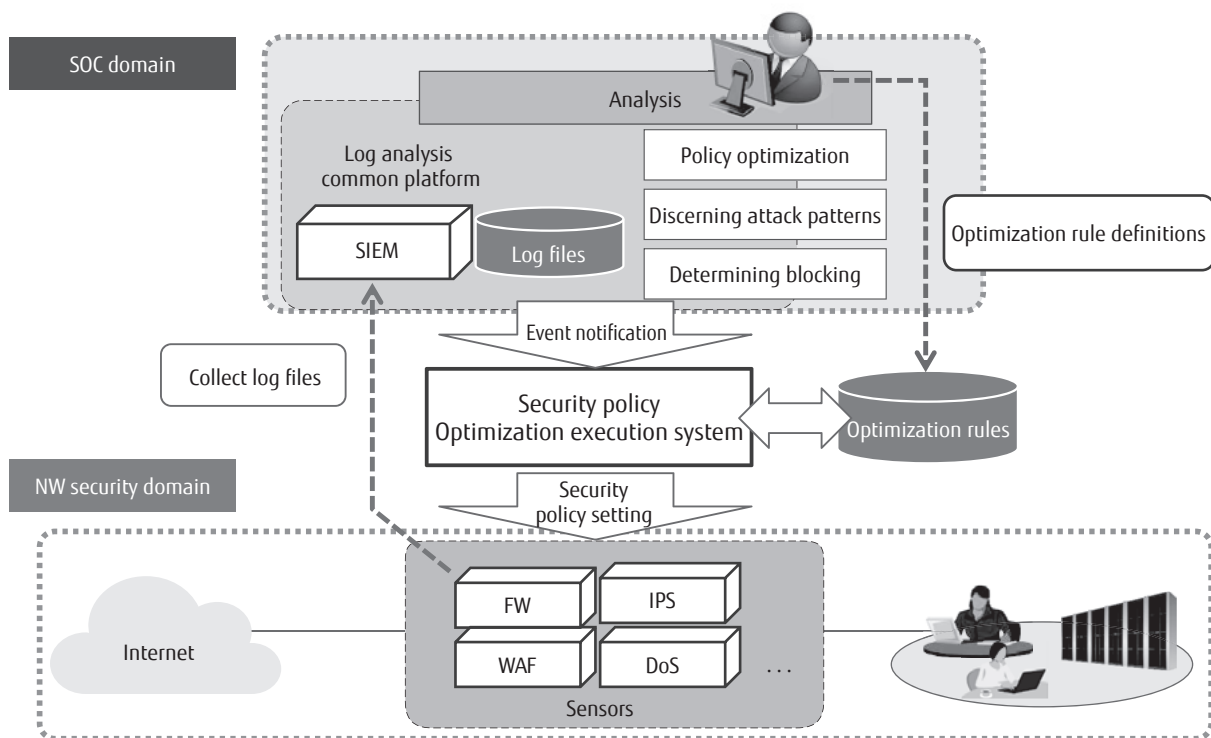 SOC domain
Analysis
Log analysis
common platform
SIEM
Log files
Policy optimization
Discerning attack patterns
Determining blocking
Optimization rule definitions
Event notification
Collect log files
Security policy
Optimization execution system
Optimization rules
NW security domain
Security
policy setting
FW
IPS
WAF
DoS
...
Sensors
Internet